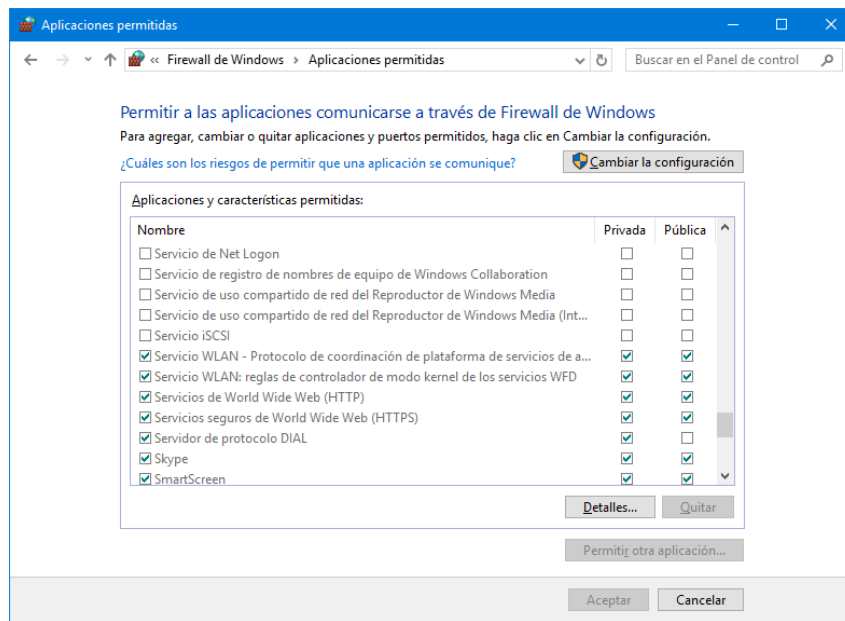 Aplicaciones permitidas
« Firewall de Windows › Aplicaciones permitidas
Buscar en el Panel de control
Permitir a las aplicaciones comunicarse a través de Firewall de Windows
Para agregar, cambiar o quitar aplicaciones y puertos permitidos, haga clic en Cambiar la configuración.
¿Cuáles son los riesgos de permitir que una aplicación se comunique? Cambiar la configuración
Aplicaciones y características permitidas:
Nombre Privada Pública
Servicio de Net Logon
Servicio de registro de nombres de equipo de Windows Collaboration
Servicio de uso compartido de red del Reproductor de Windows Media
Servicio de uso compartido de red del Reproductor de Windows Media (Int...
Servicio iSCSI
Servicio WLAN - Protocolo de coordinación de plataforma de servicios de a...
Servicio WLAN: reglas de controlador de modo kernel de los servicios WFD
Servicios de World Wide Web (HTTP)
Servicios seguros de World Wide Web (HTTPS)
Servidor de protocolo DIAL
Skype
SmartScreen
Detalles... Quitar
Permitir otra aplicación...
Aceptar Cancelar